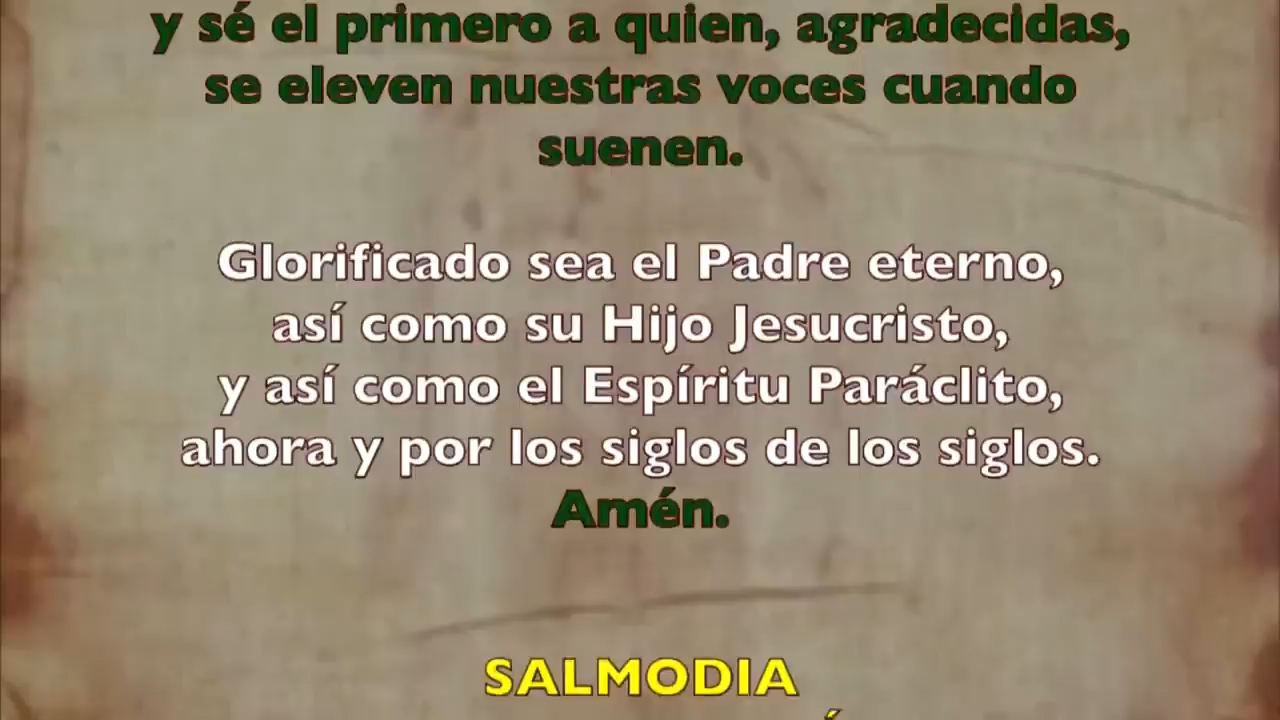 y sé el primero a quien, agradecidas,
se eleven nuestras voces cuando
suenen.
Glorificado sea el Padre eterno,
así como su Hijo Jesucristo,
y así como el Espíritu Paráclito,
ahora y por los siglos de los siglos.
Amén.
SALMODIA